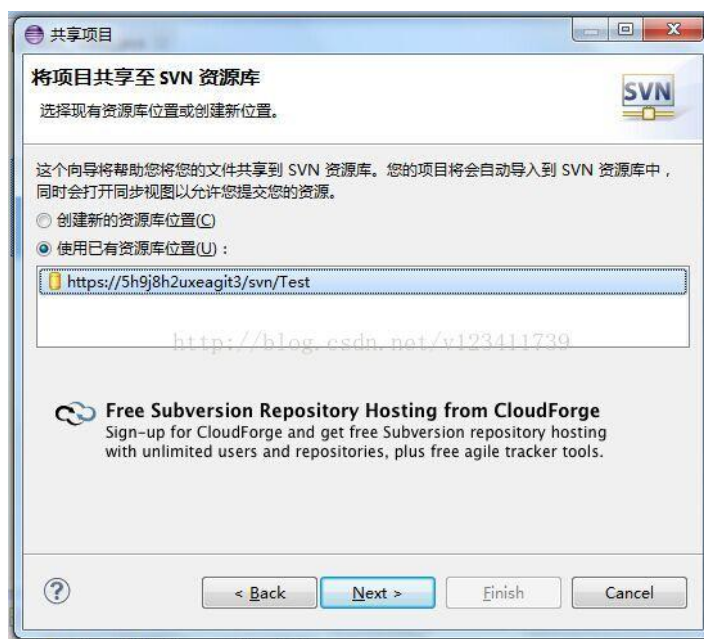 共享项目
将项目共享至 SVN 资源库
选择现有资源库位置或创建新位置。
SVN
这个向导将帮助您将您的文件共享到 SVN 资源库。您的项目将会自动导入到 SVN 资源库中，
同时会打开同步视图以允许您提交您的资源。
创建新的资源库位置(C)
使用已有资源库位置(U)：
https://5h9j8h2uxeagit3/svn/Test
http://blog.csdn.net/v123411739
Free Subversion Repository Hosting from CloudForge
Sign-up for CloudForge and get free Subversion repository hosting
with unlimited users and repositories, plus free agile tracker tools.
?
< Back
Next >
Finish
Cancel